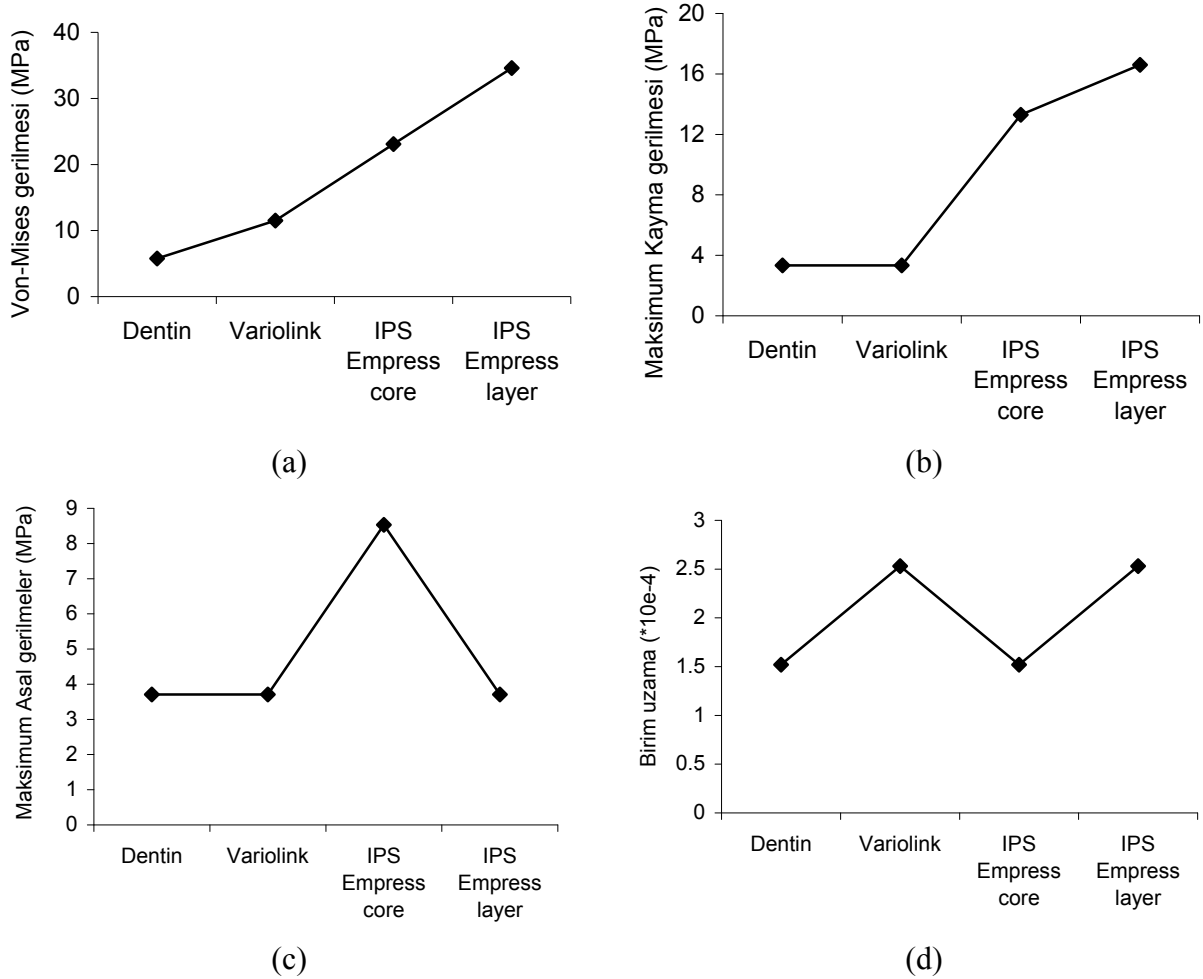 Von-Mises gerilmesi (MPa)
40
30
20
10
0
Dentin
Variolink
IPS
Empress
core
IPS
Empress
layer
(a)
Maksimum Kayma gerilmesi (MPa)
20
16
12
8
4
0
Dentin
Variolink
IPS
Empress
core
IPS
Empress
layer
(b)
Maksimum Asal gerilmeler (MPa)
9
8
7
6
5
4
3
2
1
0
Dentin
Variolink
IPS
Empress
core
IPS
Empress
layer
(c)
Birim uzama (*10e-4)
3
2.5
2
1.5
1
0.5
0
Dentin
Variolink
IPS
Empress
core
IPS
Empress
layer
(d)